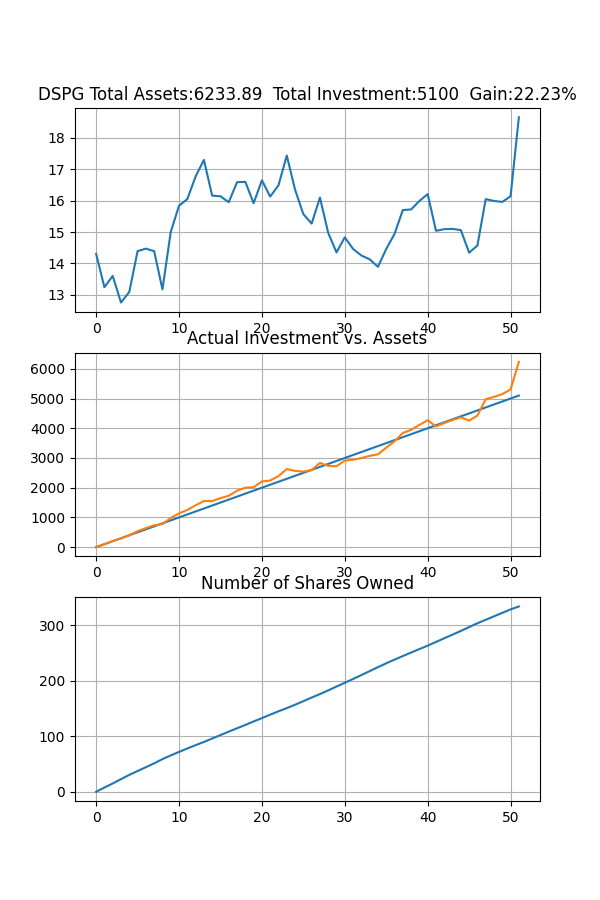 DSPG Total Assets:6233.89  Total Investment:5100  Gain:22.23%
18
17
16
15
14
13
0 10 20 30 40 50
Actual Investment vs. Assets
6000
5000
4000
3000
2000
1000
0
0 10 20 30 40 50
Number of Shares Owned
300
200
100
0
0 10 20 30 40 50